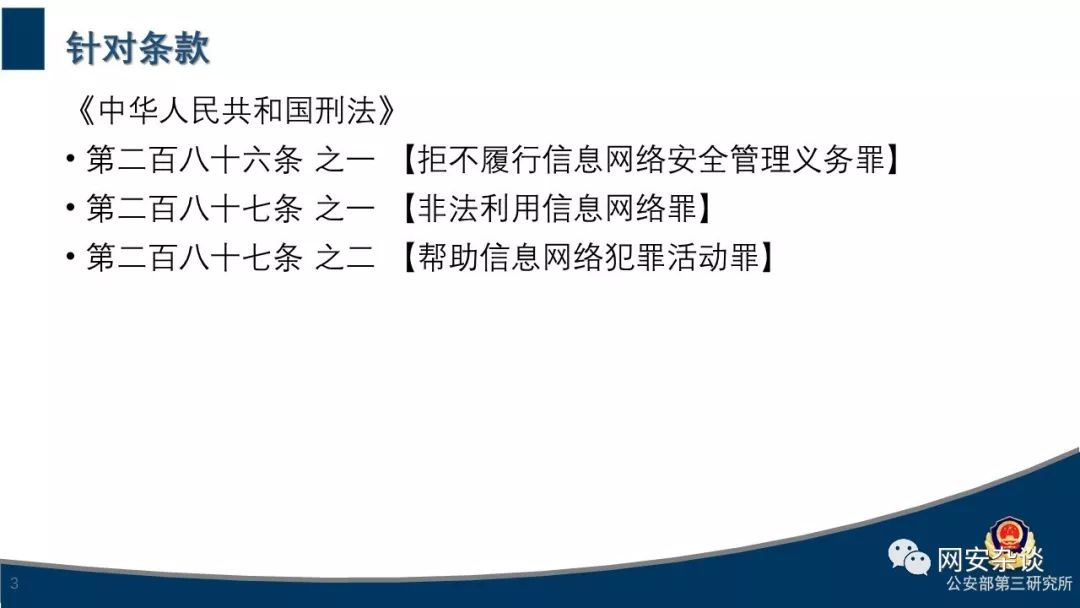 针对条款
《中华人民共和国刑法》
• 第二百八十六条 之一 【拒不履行信息网络安全管理义务罪】
• 第二百八十七条 之一 【非法利用信息网络罪】
• 第二百八十七条 之二 【帮助信息网络犯罪活动罪】
网安杂谈
公安部第三研究所
3